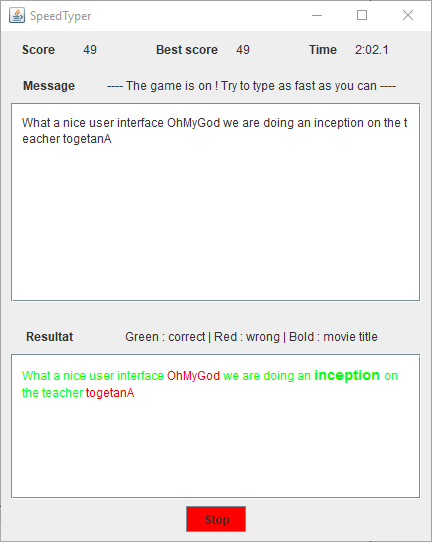 SpeedTyper
Score 49 Best score 49 Time 2:02.1
Message ---- The game is on ! Try to type as fast as you can ----
What a nice user interface OhMyGod we are doing an inception on the t
eacher togetanA
Resultat Green : correct | Red : wrong | Bold : movie title
What a nice user interface OhMyGod we are doing an inception on
the teacher togetanA
Stop